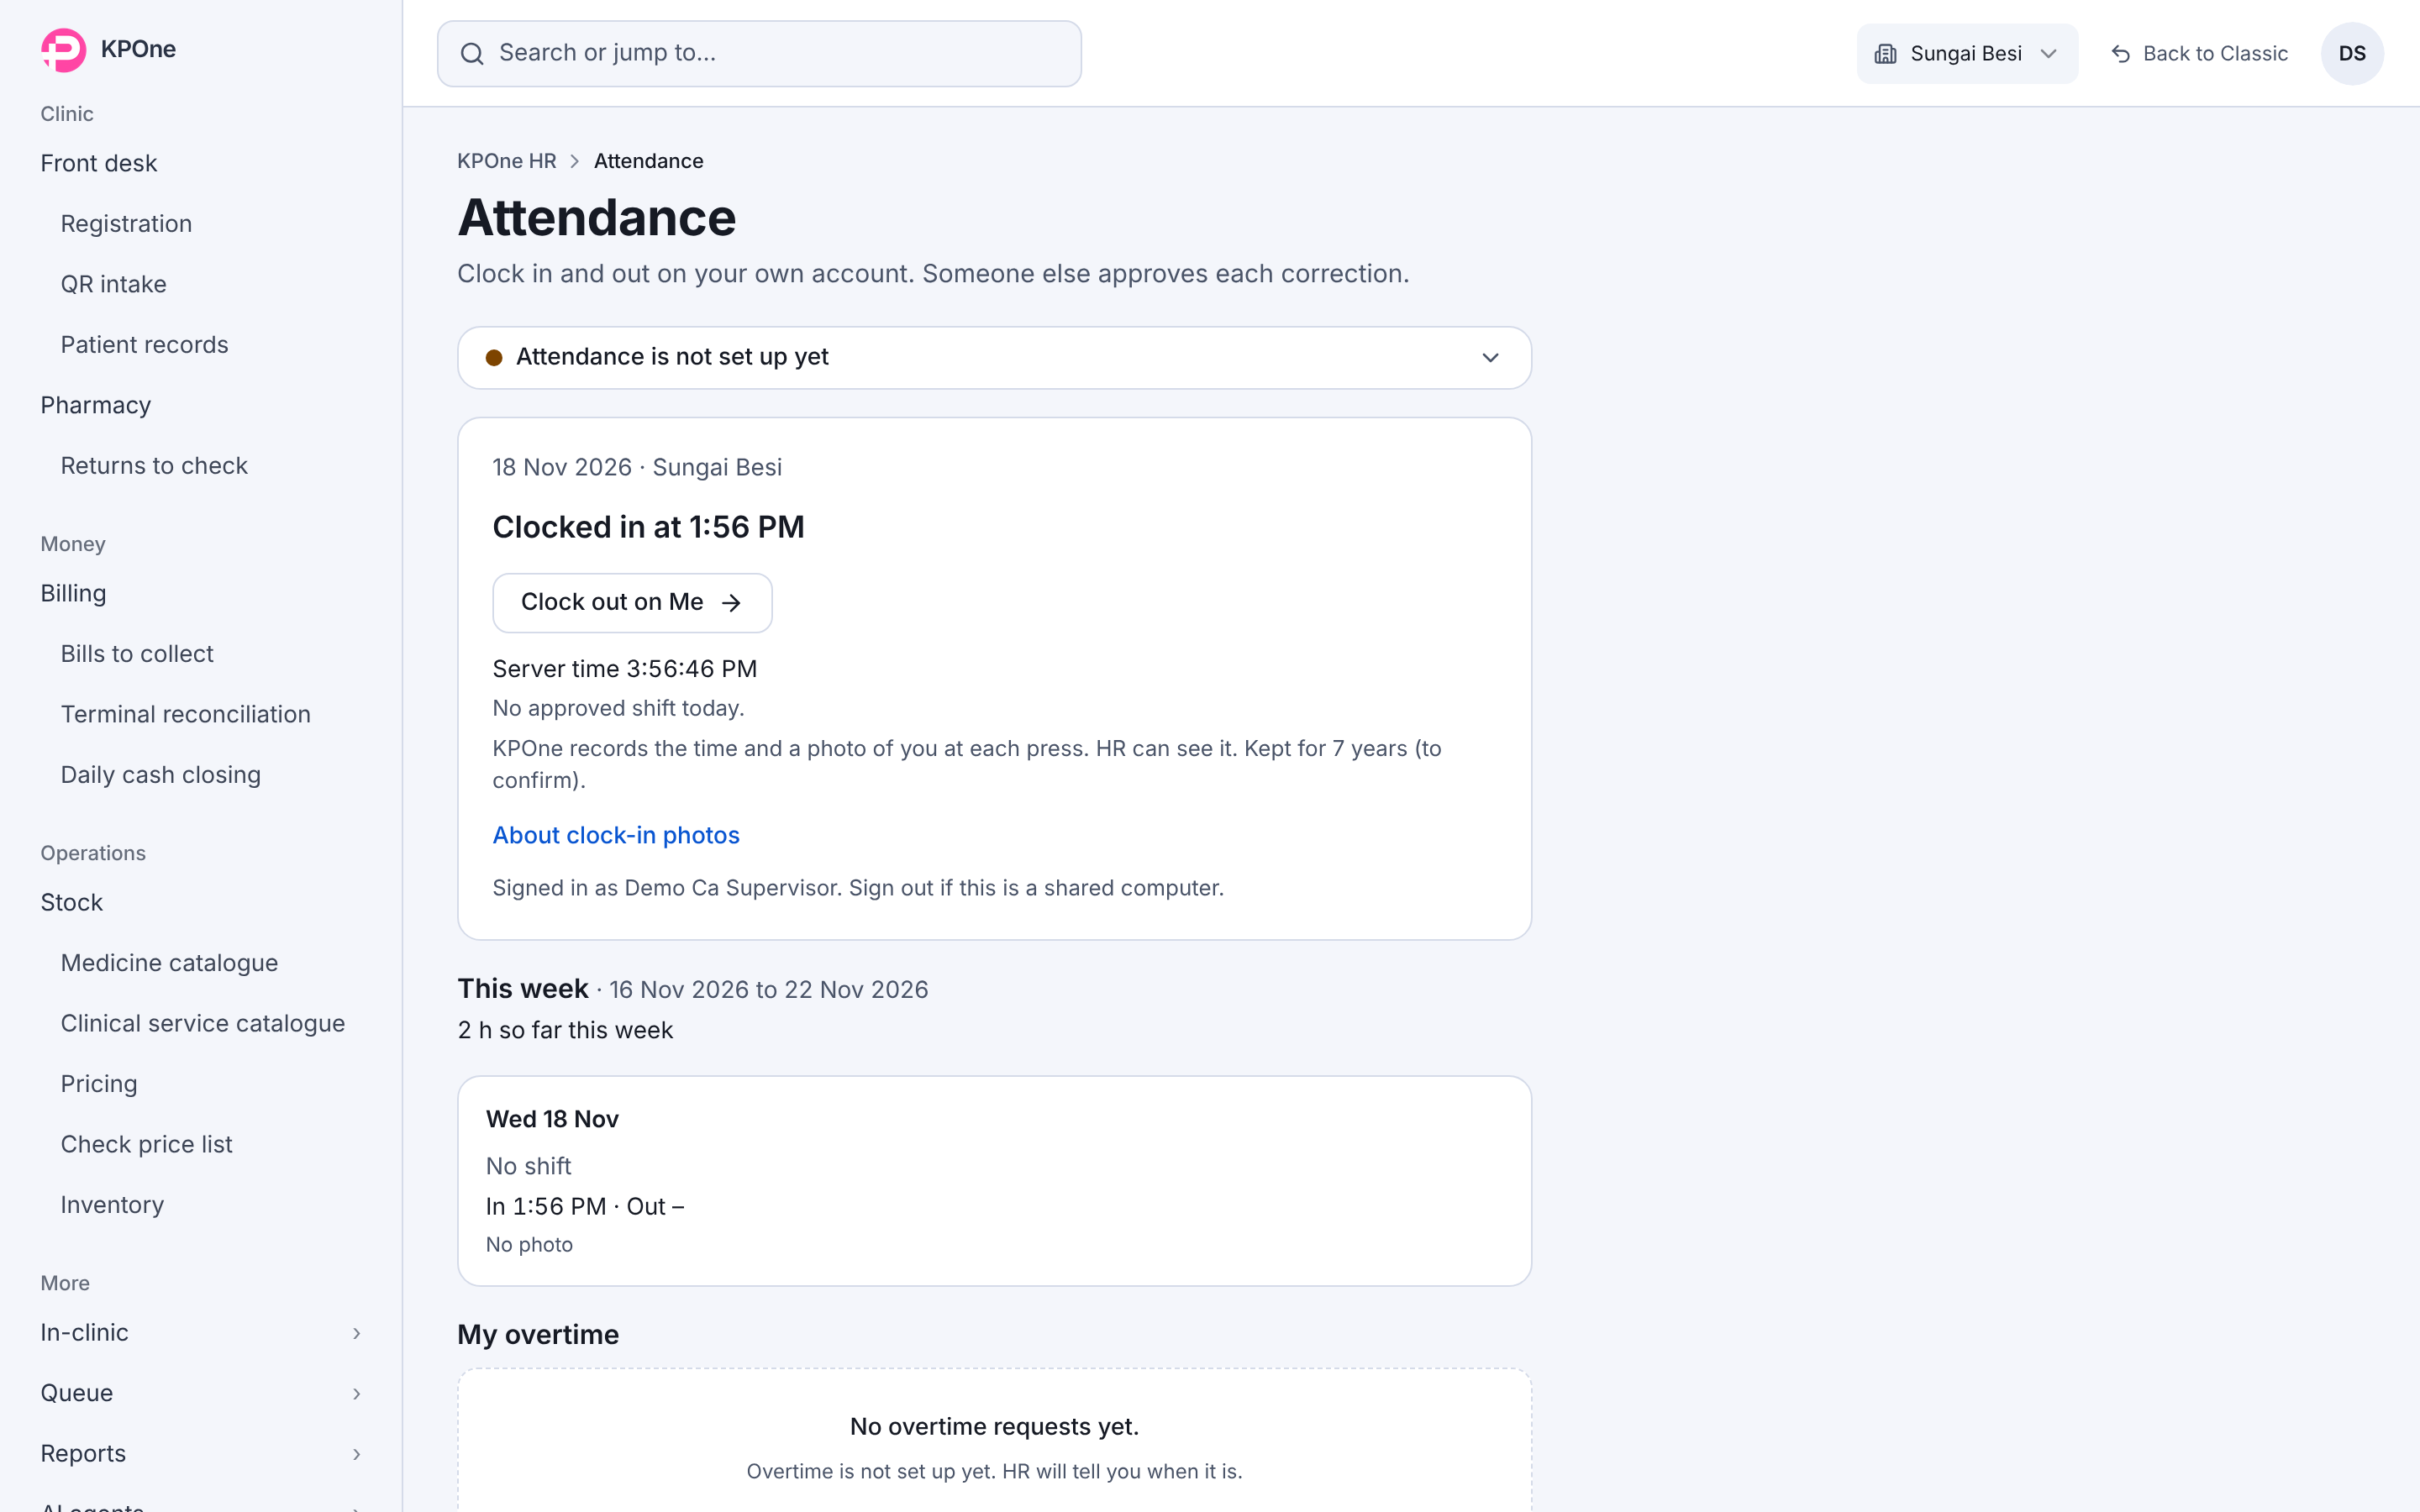 KPOne
Search or jump to...
Sungai Besi
Back to Classic
DS
Clinic
Front desk
Registration
QR intake
Patient records
Pharmacy
Returns to check
Money
Billing
Bills to collect
Terminal reconciliation
Daily cash closing
Operations
Stock
Medicine catalogue
Clinical service catalogue
Pricing
Check price list
Inventory
More
In-clinic
Queue
Reports
AI agents
KPOne HR > Attendance
Attendance
Clock in and out on your own account. Someone else approves each correction.
Attendance is not set up yet
18 Nov 2026 · Sungai Besi
Clocked in at 1:56 PM
Clock out on Me →
Server time 3:56:46 PM
No approved shift today.
KPOne records the time and a photo of you at each press. HR can see it. Kept for 7 years (to
confirm).
About clock-in photos
Signed in as Demo Ca Supervisor. Sign out if this is a shared computer.
This week · 16 Nov 2026 to 22 Nov 2026
2 h so far this week
Wed 18 Nov
No shift
In 1:56 PM · Out –
No photo
My overtime
No overtime requests yet.
Overtime is not set up yet. HR will tell you when it is.